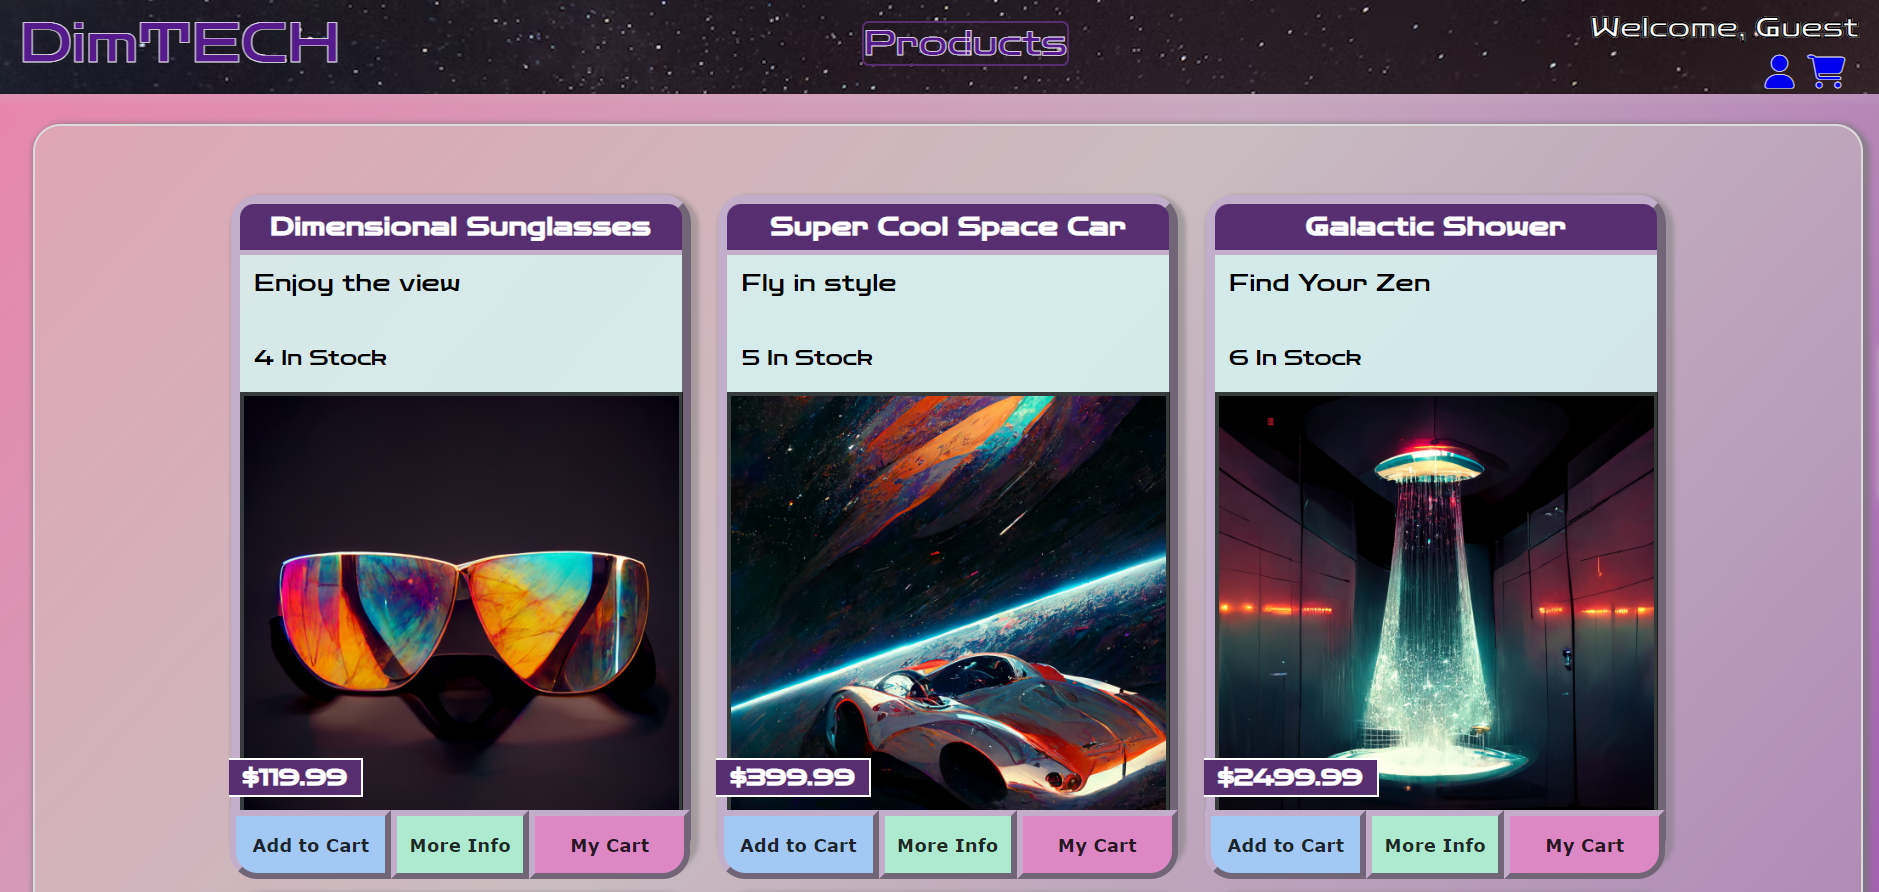 DimTECH
Products
Welcome, Guest
Dimensional Sunglasses
Enjoy the view
4 In Stock
$119.99
Add to Cart
More Info
My Cart
Super Cool Space Car
Fly in style
5 In Stock
$399.99
Add to Cart
More Info
My Cart
Galactic Shower
Find Your Zen
6 In Stock
$2499.99
Add to Cart
More Info
My Cart